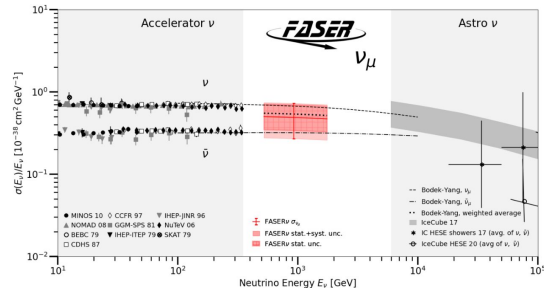 Accelerator ν
FASER
Astro ν
ν_μ
ν
ν̄
σ(E_ν)/E_ν [10⁻³⁸ cm² GeV⁻¹]
10¹
10⁰
10⁻¹
10⁻²
MINOS 10
NOMAD 08
BEBC 79
CDHS 87
CCFR 97
GGM-SPS 81
IHEP-ITEP 79
IHEP-JINR 96
NuTeV 06
SKAT 79
FASERν σ_ν_μ
FASERν stat.+syst. unc.
FASERν stat. unc.
Bodek-Yang, ν_μ
Bodek-Yang, ν̄_μ
Bodek-Yang, weighted average
IceCube 17
IC HESE showers 17 (avg. of ν, ν̄)
IceCube HESE 20 (avg of ν, ν̄)
10¹ 10² 10³ 10⁴ 10⁵
Neutrino Energy E_ν [GeV]